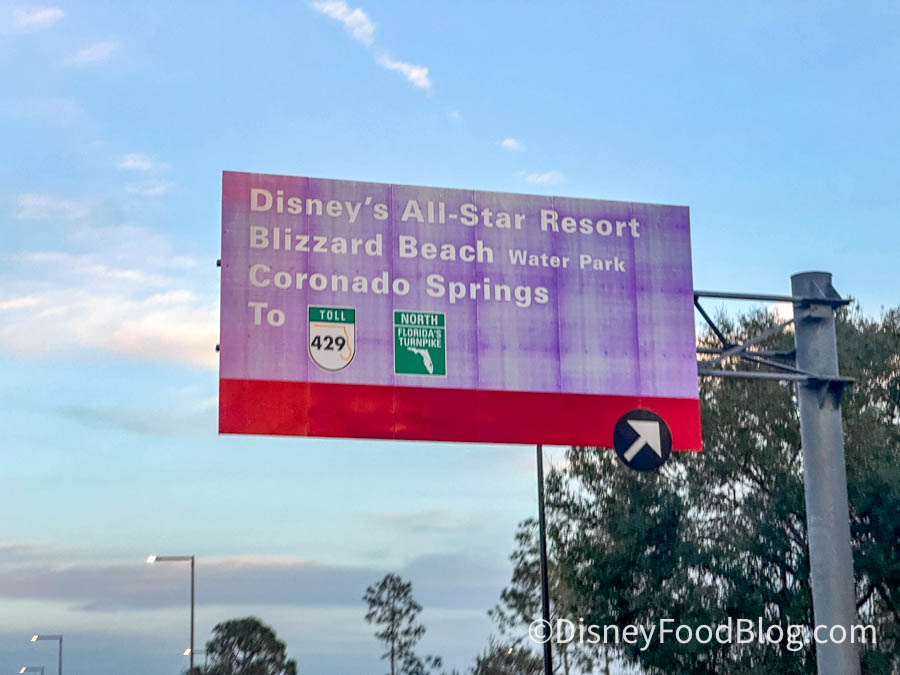 Disney's All-Star Resort
Blizzard Beach Water Park
Coronado Springs
To
TOLL
429
NORTH
FLORIDA'S
TURNPIKE
©DisneyFoodBlog.com